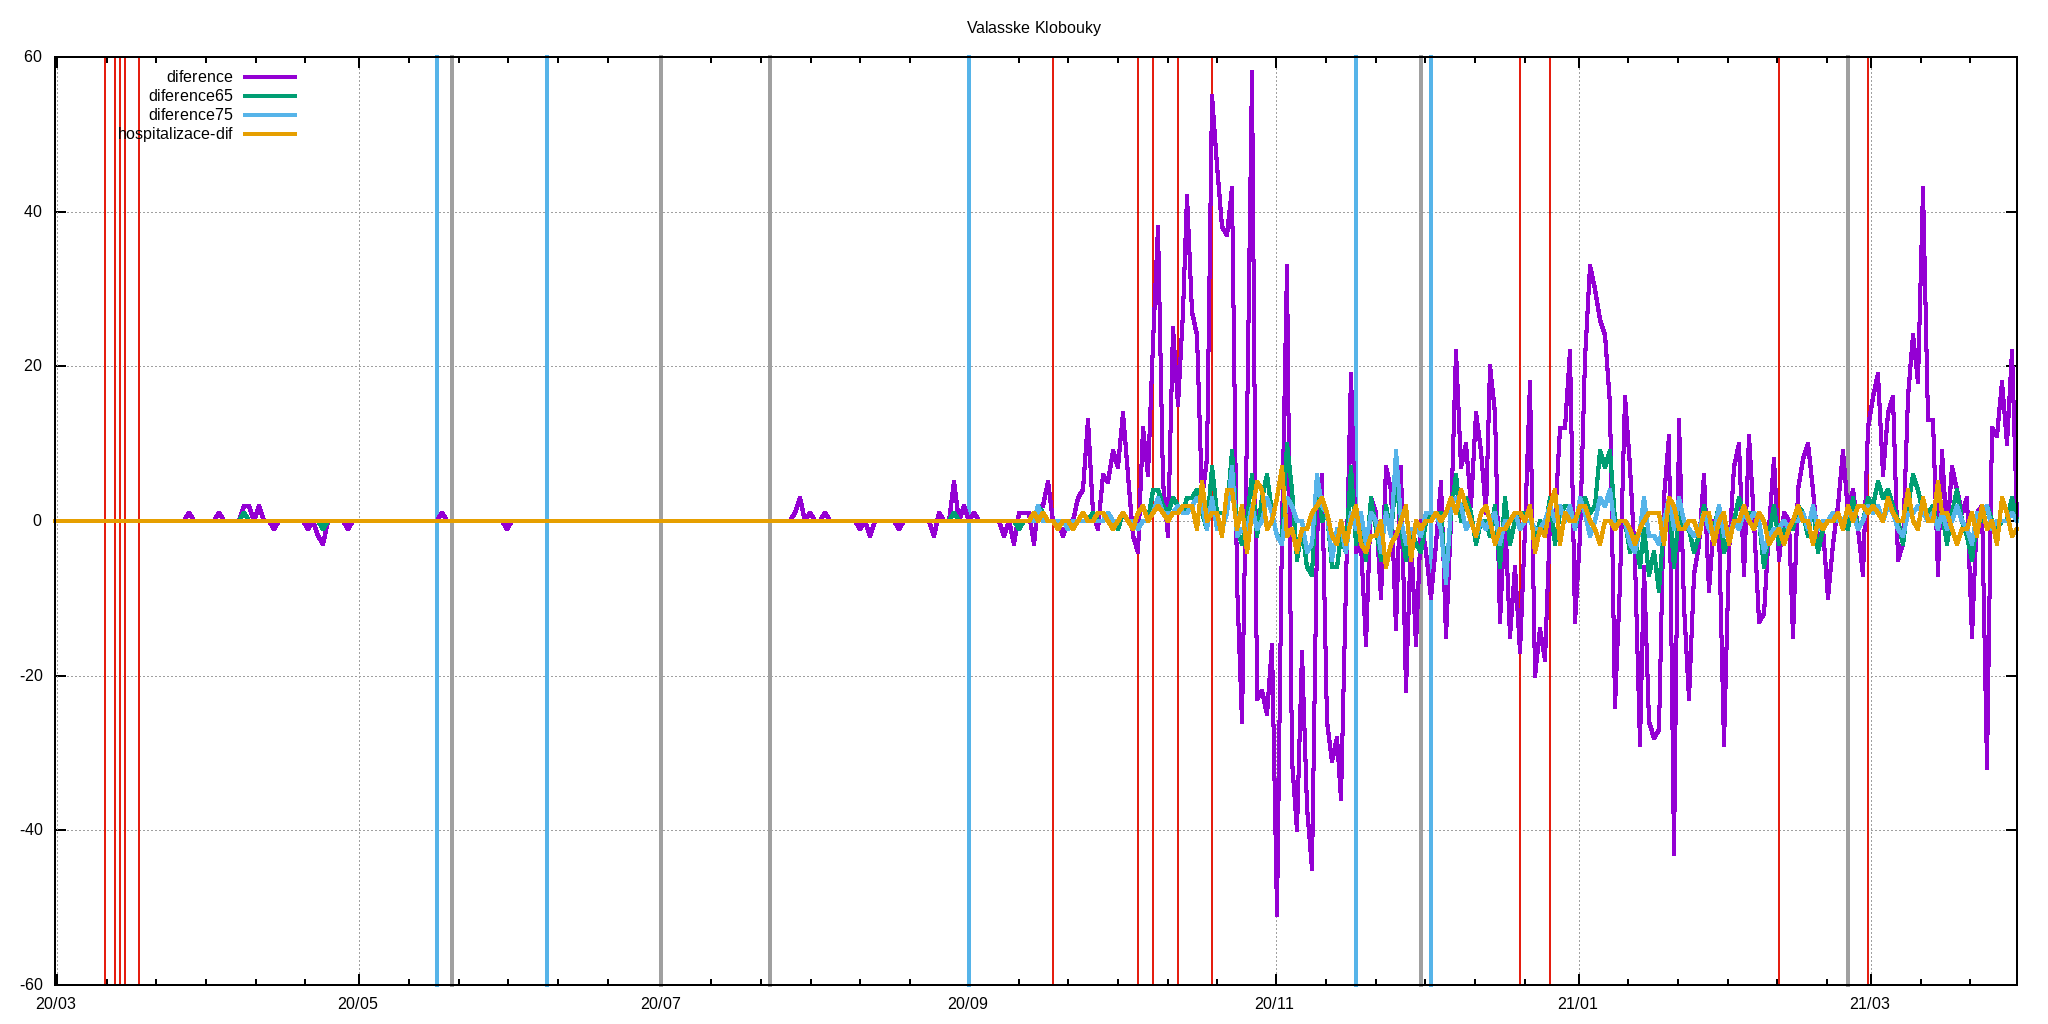 Valasske Klobouky
60
diference
diference65
diference75
hospitalizace-dif
40
20
0
-20
-40
-60
20/03 20/05 20/07 20/09 20/11 21/01 21/03